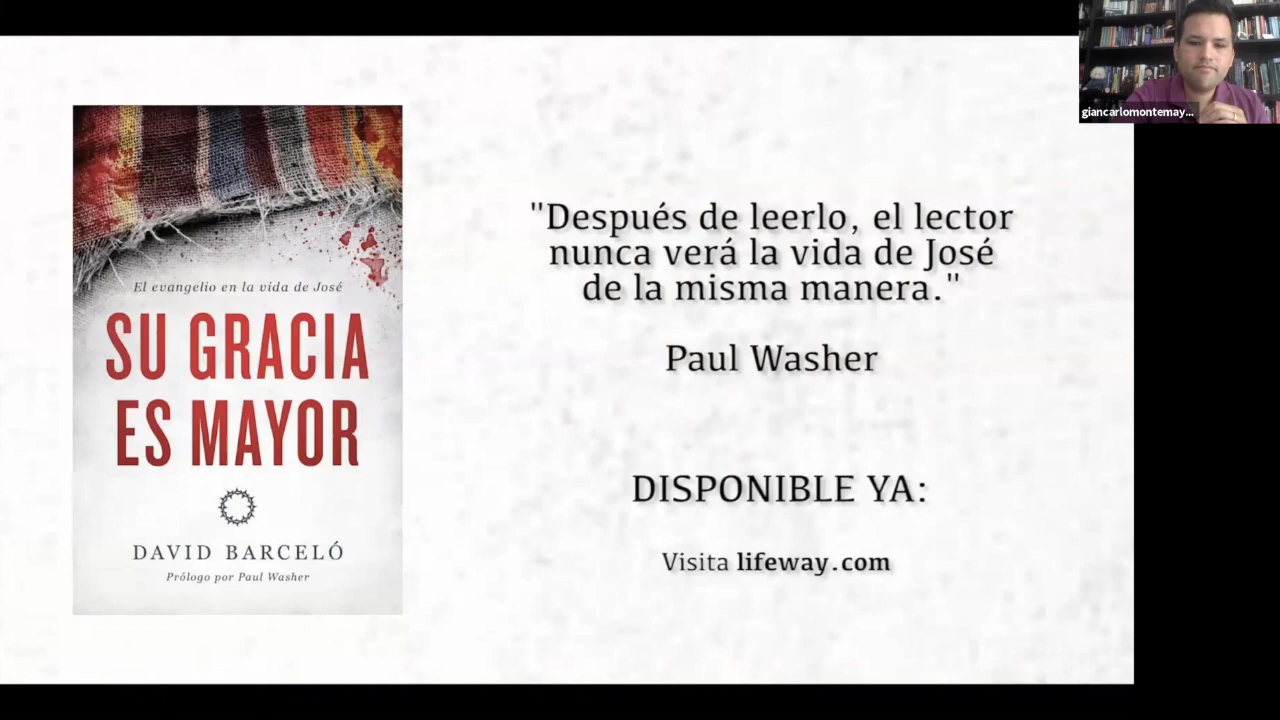 giancarlomontemay...
El evangelio en la vida de José
SU GRACIA
ES MAYOR
DAVID BARCELÓ
Prólogo por Paul Washer
"Después de leerlo, el lector
nunca verá la vida de José
de la misma manera."
Paul Washer
DISPONIBLE YA:
Visita lifeway.com